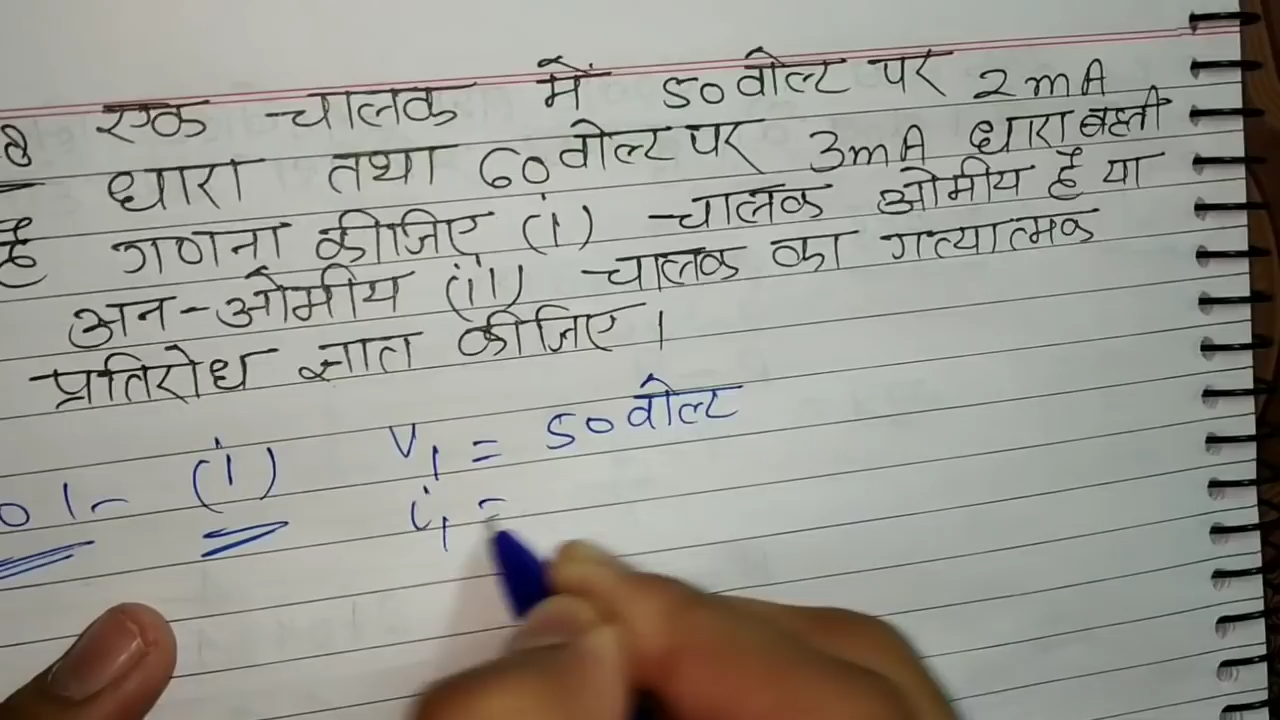 एक चालक में 50 वोल्ट पर 2mA
धारा तथा 60 वोल्ट पर 3mA धारा बहती
है गणना कीजिए (i) चालक ओमीय है या
अन-ओमीय (ii) चालक का गत्यात्मक
प्रतिरोध ज्ञात कीजिए।
V₁ = 50 वोल्ट
ol- (i) i₁ =